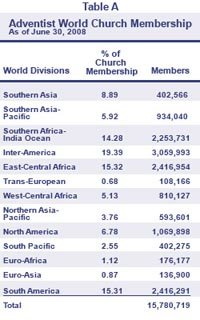 Table A
Adventist World Church Membership
As of June 30, 2008
World Divisions % of Church Membership Members
Southern Asia 8.89 402,566
Southern Asia-
Pacific 5.92 934,040
Southern Africa-
India Ocean 14.28 2,253,731
Inter-America 19.39 3,059,993
East-Central Africa 15.32 2,416,954
Trans-European 0.68 108,166
West-Central Africa 5.13 810,127
Northern Asia-
Pacific 3.76 593,601
North America 6.78 1,069,898
South Pacific 2.55 402,275
Euro-Africa 1.12 176,177
Euro-Asia 0.87 136,900
South America 15.31 2,416,291
Total 15,780,719